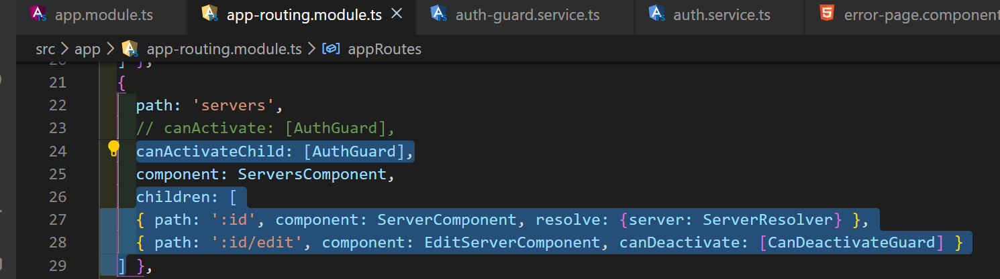 app.module.ts app-routing.module.ts auth-guard.service.ts auth.service.ts error-page.component
src > app > app-routing.module.ts > appRoutes
20 ] },
21 {
22 path: 'servers',
23 // canActivate: [AuthGuard],
24 canActivateChild: [AuthGuard],
25 component: ServersComponent,
26 children: [
27 { path: ':id', component: ServerComponent, resolve: {server: ServerResolver} },
28 { path: ':id/edit', component: EditServerComponent, canDeactivate: [CanDeactivateGuard] }
29 ] },